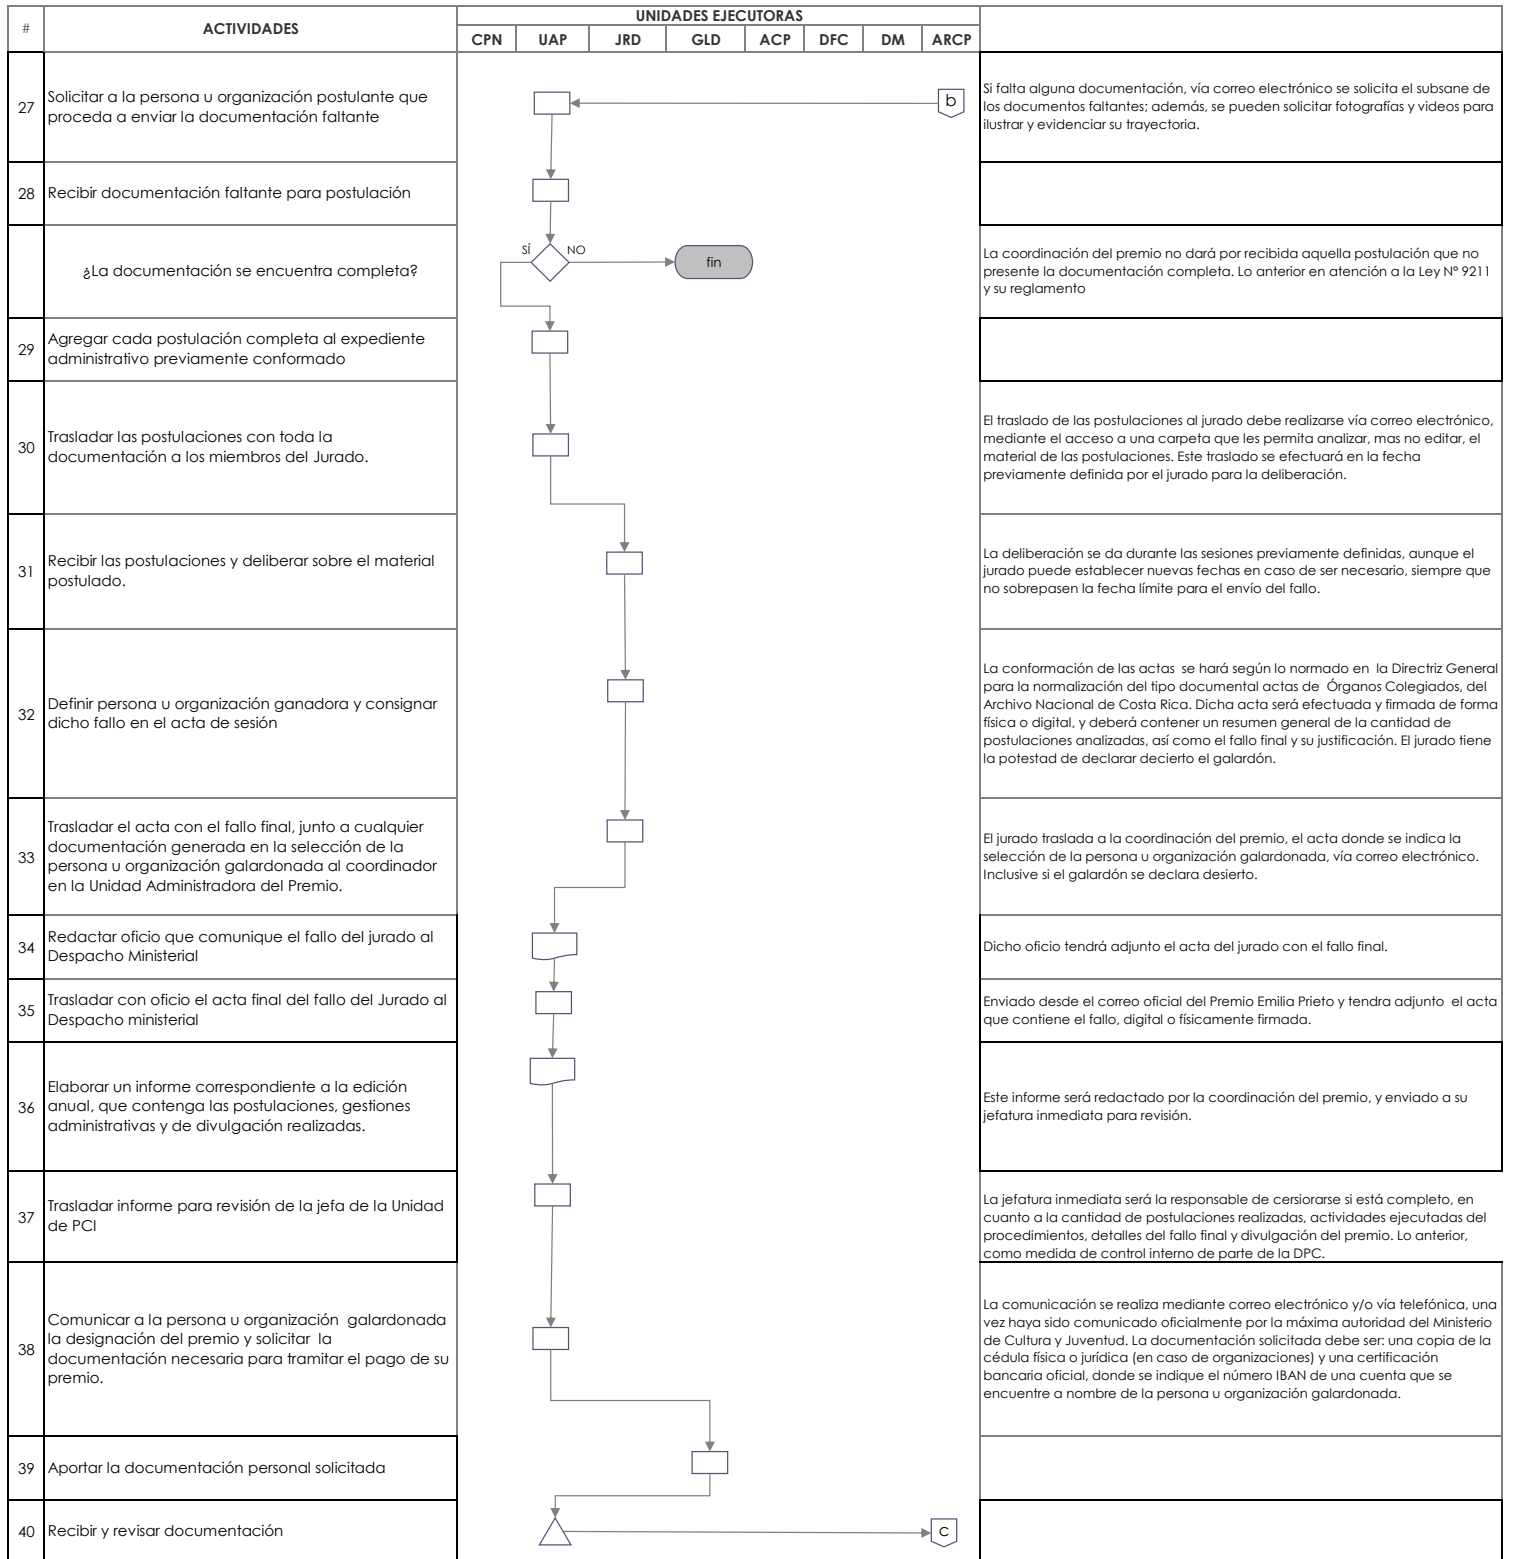 #
ACTIVIDADES
UNIDADES EJECUTORAS
CPN UAP JRD GLD ACP DFC DM ARCP
27
Solicitar a la persona u organización postulante que
proceda a enviar la documentación faltante
b
Si falta alguna documentación, vía correo electrónico se solicita el subsane de
los documentos faltantes; además, se pueden solicitar fotografías y videos para
ilustrar y evidenciar su trayectoria.
28
Recibir documentación faltante para postulación
¿La documentación se encuentra completa?
SÍ
NO
fin
La coordinación del premio no dará por recibida aquella postulación que no
presente la documentación completa. Lo anterior en atención a la Ley N° 9211
y su reglamento
29
Agregar cada postulación completa al expediente
administrativo previamente conformado
30
Trasladar las postulaciones con toda la
documentación a los miembros del Jurado.
El traslado de las postulaciones al jurado debe realizarse vía correo electrónico,
mediante el acceso a una carpeta que les permita analizar, mas no editar, el
material de las postulaciones. Este traslado se efectuará en la fecha
previamente definida por el jurado para la deliberación.
31
Recibir las postulaciones y deliberar sobre el material
postulado.
La deliberación se da durante las sesiones previamente definidas, aunque el
jurado puede establecer nuevas fechas en caso de ser necesario, siempre que
no sobrepasen la fecha límite para el envío del fallo.
32
Definir persona u organización ganadora y consignar
dicho fallo en el acta de sesión
La conformación de las actas  se hará según lo normado en  la Directriz General
para la normalización del tipo documental actas de  Órganos Colegiados, del
Archivo Nacional de Costa Rica. Dicha acta será efectuada y firmada de forma
física o digital, y deberá contener un resumen general de la cantidad de
postulaciones analizadas, así como el fallo final y su justificación. El jurado tiene
la potestad de declarar decierto el galardón.
33
Trasladar el acta con el fallo final, junto a cualquier
documentación generada en la selección de la
persona u organización galardonada al coordinador
en la Unidad Administradora del Premio.
El jurado traslada a la coordinación del premio, el acta donde se indica la
selección de la persona u organización galardonada, vía correo electrónico.
Inclusive si el galardón se declara desierto.
34
Redactar oficio que comunique el fallo del jurado al
Despacho Ministerial
Dicho oficio tendrá adjunto el acta del jurado con el fallo final.
35
Trasladar con oficio el acta final del fallo del Jurado al
Despacho ministerial
Enviado desde el correo oficial del Premio Emilia Prieto y tendra adjunto  el acta
que contiene el fallo, digital o físicamente firmada.
36
Elaborar un informe correspondiente a la edición
anual, que contenga las postulaciones, gestiones
administrativas y de divulgación realizadas.
Este informe será redactado por la coordinación del premio, y enviado a su
jefatura inmediata para revisión.
37
Trasladar informe para revisión de la jefa de la Unidad
de PCI
La jefatura inmediata será la responsable de cersiorarse si está completo, en
cuanto a la cantidad de postulaciones realizadas, actividades ejecutadas del
procedimientos, detalles del fallo final y divulgación del premio. Lo anterior,
como medida de control interno de parte de la DPC.
38
Comunicar a la persona u organización  galardonada
la designación del premio y solicitar  la
documentación necesaria para tramitar el pago de su
premio.
La comunicación se realiza mediante correo electrónico y/o vía telefónica, una
vez haya sido comunicado oficialmente por la máxima autoridad del Ministerio
de Cultura y Juventud. La documentación solicitada debe ser: una copia de la
cédula física o jurídica (en caso de organizaciones) y una certificación
bancaria oficial, donde se indique el número IBAN de una cuenta que se
encuentre a nombre de la persona u organización galardonada.
39
Aportar la documentación personal solicitada
40
Recibir y revisar documentación
C